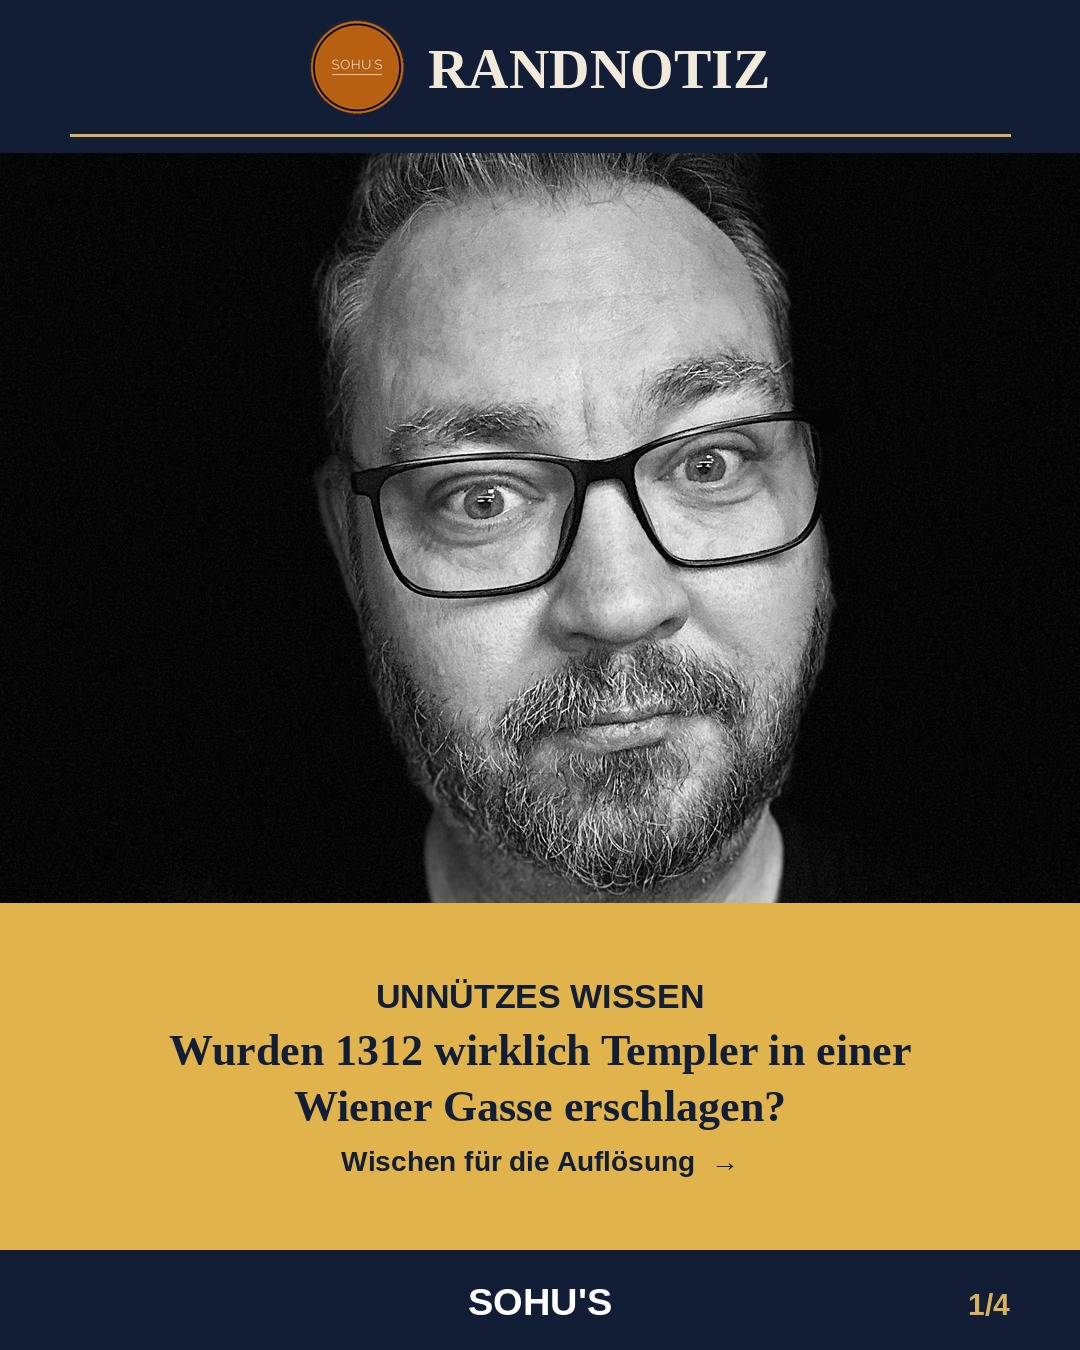 SOHU'S
RANDNOTIZ
UNNÜTZES WISSEN
Wurden 1312 wirklich Templer in einer
Wiener Gasse erschlagen?
Wischen für die Auflösung →
SOHU'S
1/4